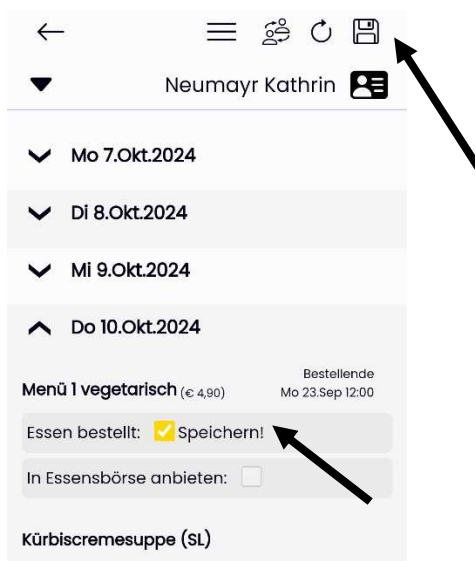 Neumayr Kathrin
Mo 7.Okt.2024
Di 8.Okt.2024
Mi 9.Okt.2024
Do 10.Okt.2024
Menü 1 vegetarisch (€ 4,90)
Bestellende
Mo 23.Sep 12:00
Essen bestellt: Speichern!
In Essensbörse anbieten:
Kürbiscremesuppe (SL)